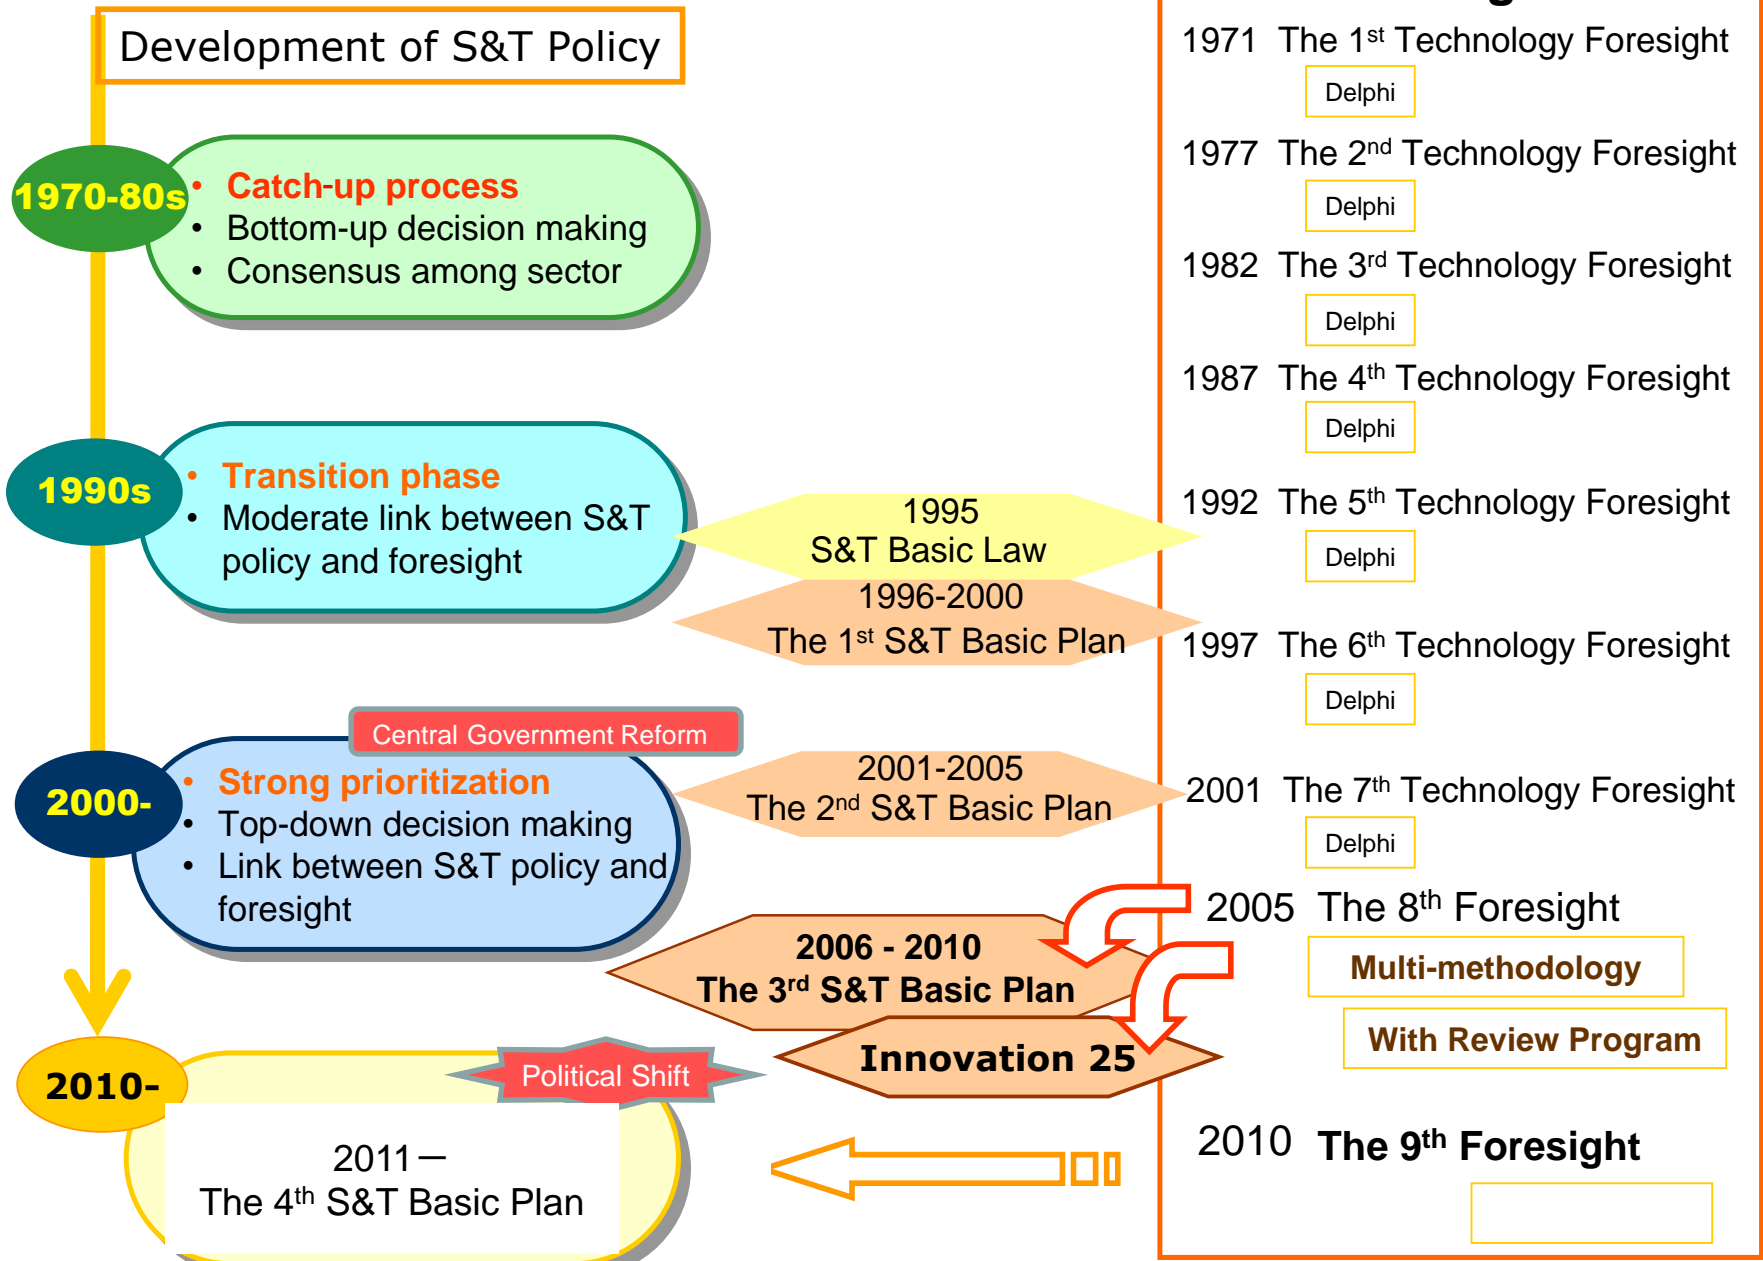 Development of S&T Policy
1970-80s
• Catch-up process
• Bottom-up decision making
• Consensus among sector
1990s
• Transition phase
• Moderate link between S&T
policy and foresight
1995
S&T Basic Law
1996-2000
The 1st S&T Basic Plan
Central Government Reform
2000-
• Strong prioritization
• Top-down decision making
• Link between S&T policy and
foresight
2001-2005
The 2nd S&T Basic Plan
2006 - 2010
The 3rd S&T Basic Plan
Innovation 25
2010-
Political Shift
2011—
The 4th S&T Basic Plan
1971 The 1st Technology Foresight
Delphi
1977 The 2nd Technology Foresight
Delphi
1982 The 3rd Technology Foresight
Delphi
1987 The 4th Technology Foresight
Delphi
1992 The 5th Technology Foresight
Delphi
1997 The 6th Technology Foresight
Delphi
2001 The 7th Technology Foresight
Delphi
2005 The 8th Foresight
Multi-methodology
With Review Program
2010 The 9th Foresight